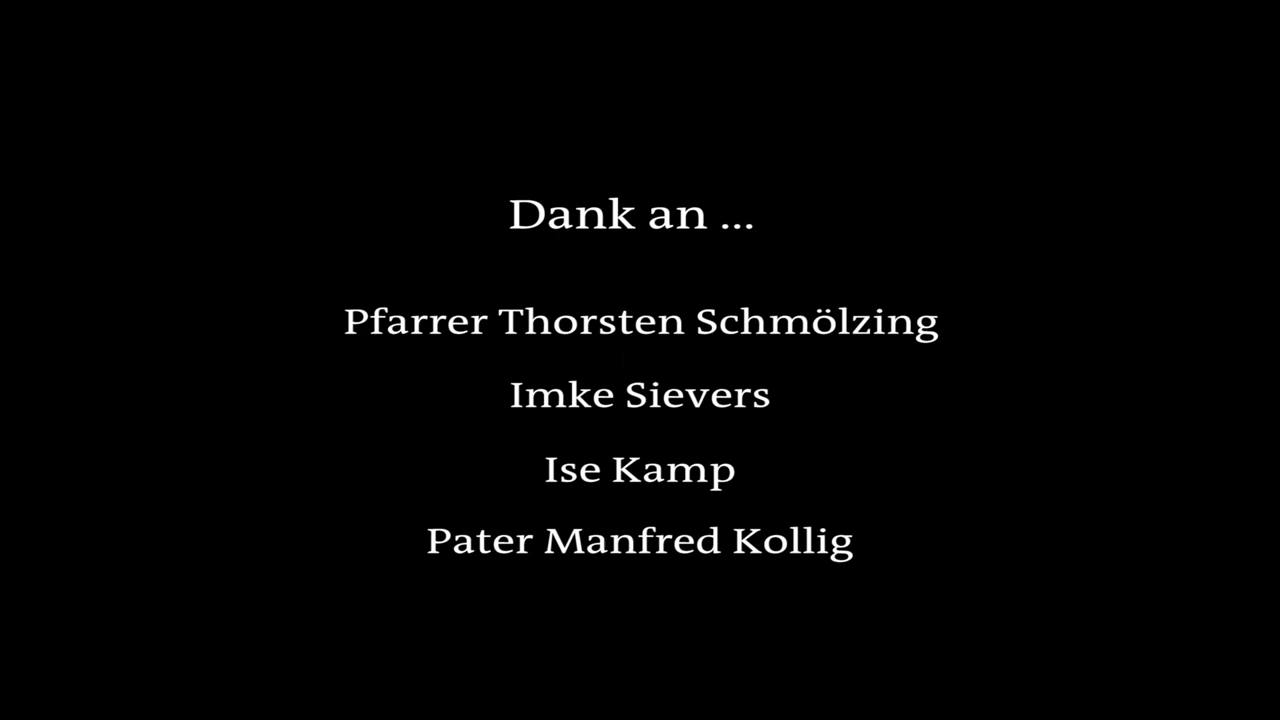 Dank an ...
Pfarrer Thorsten Schmölzing
Imke Sievers
Ise Kamp
Pater Manfred Kollig